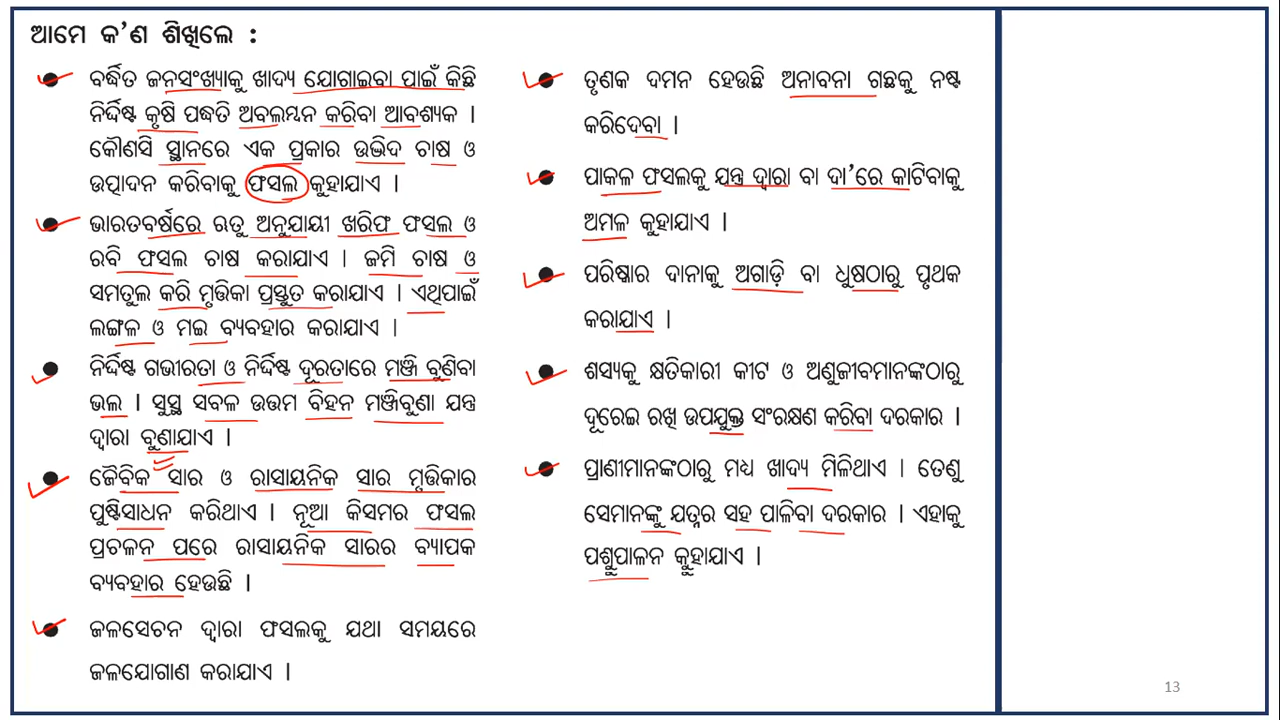 ଆମେ କ'ଣ ଶିଖିଲେ :
ବର୍ଦ୍ଧିତ ଜନସଂଖ୍ୟାକୁ ଖାଦ୍ୟ ଯୋଗାଇବା ପାଇଁ କିଛି
ନିର୍ଦ୍ଦିଷ୍ଟ କୃଷି ପଦ୍ଧତି ଅବଲମ୍ବନ କରିବା ଆବଶ୍ୟକ ।
କୌଣସି ସ୍ଥାନରେ ଏକ ପ୍ରକାର ଉଦ୍ଭିଦ ଚାଷ ଓ
ଉତ୍ପାଦନ କରିବାକୁ ଫସଲ କୁହାଯାଏ ।
ଭାରତବର୍ଷରେ ଋତୁ ଅନୁଯାୟୀ ଖରିଫ ଫସଲ ଓ
ରବି ଫସଲ ଚାଷ କରାଯାଏ । ଜମି ଚାଷ ଓ
ସମତୁଲ କରି ମୃତ୍ତିକା ପ୍ରସ୍ତୁତ କରାଯାଏ । ଏଥିପାଇଁ
ଲଙ୍ଗଳ ଓ ମଇ ବ୍ୟବହାର କରାଯାଏ ।
ନିର୍ଦ୍ଦିଷ୍ଟ ଗଭୀରତା ଓ ନିର୍ଦ୍ଦିଷ୍ଟ ଦୂରତାରେ ମଞ୍ଜି ବୁଣିବା
ଭଲ । ସୁସ୍ଥ ସବଳ ଉତ୍ତମ ବିହନ ମଞ୍ଜିବୁଣା ଯନ୍ତ୍ର
ଦ୍ୱାରା ବୁଣାଯାଏ ।
ଜୈବିକ ସାର ଓ ରାସାୟନିକ ସାର ମୃତ୍ତିକାର
ପୁଷ୍ଟିସାଧନ କରିଥାଏ । ନୂଆ କିସମର ଫସଲ
ପ୍ରଚଳନ ପରେ ରାସାୟନିକ ସାରର ବ୍ୟାପକ
ବ୍ୟବହାର ହେଉଛି ।
ଜଳସେଚନ ଦ୍ୱାରା ଫସଲକୁ ଯଥା ସମୟରେ
ଜଳଯୋଗାଣ କରାଯାଏ ।
ତୃଣକ ଦମନ ହେଉଛି ଅନାବନା ଗଛକୁ ନଷ୍ଟ
କରିଦେବା ।
ପାକଳ ଫସଲକୁ ଯନ୍ତ୍ର ଦ୍ୱାରା ବା ଦା'ରେ କାଟିବାକୁ
ଅମଳ କୁହାଯାଏ ।
ପରିଷ୍କାର ଦାନାକୁ ଅଗାଡ଼ି ବା ଧୂଷଠାରୁ ପୃଥକ
କରାଯାଏ ।
ଶସ୍ୟକୁ କ୍ଷତିକାରୀ କୀଟ ଓ ଅଣୁଜୀବମାନଙ୍କଠାରୁ
ଦୂରେଇ ରଖି ଉପଯୁକ୍ତ ସଂରକ୍ଷଣ କରିବା ଦରକାର ।
ପ୍ରାଣୀମାନଙ୍କଠାରୁ ମଧ୍ୟ ଖାଦ୍ୟ ମିଳିଥାଏ । ତେଣୁ
ସେମାନଙ୍କୁ ଯତ୍ନର ସହ ପାଳିବା ଦରକାର । ଏହାକୁ
ପଶୁପାଳନ କୁହାଯାଏ ।
13